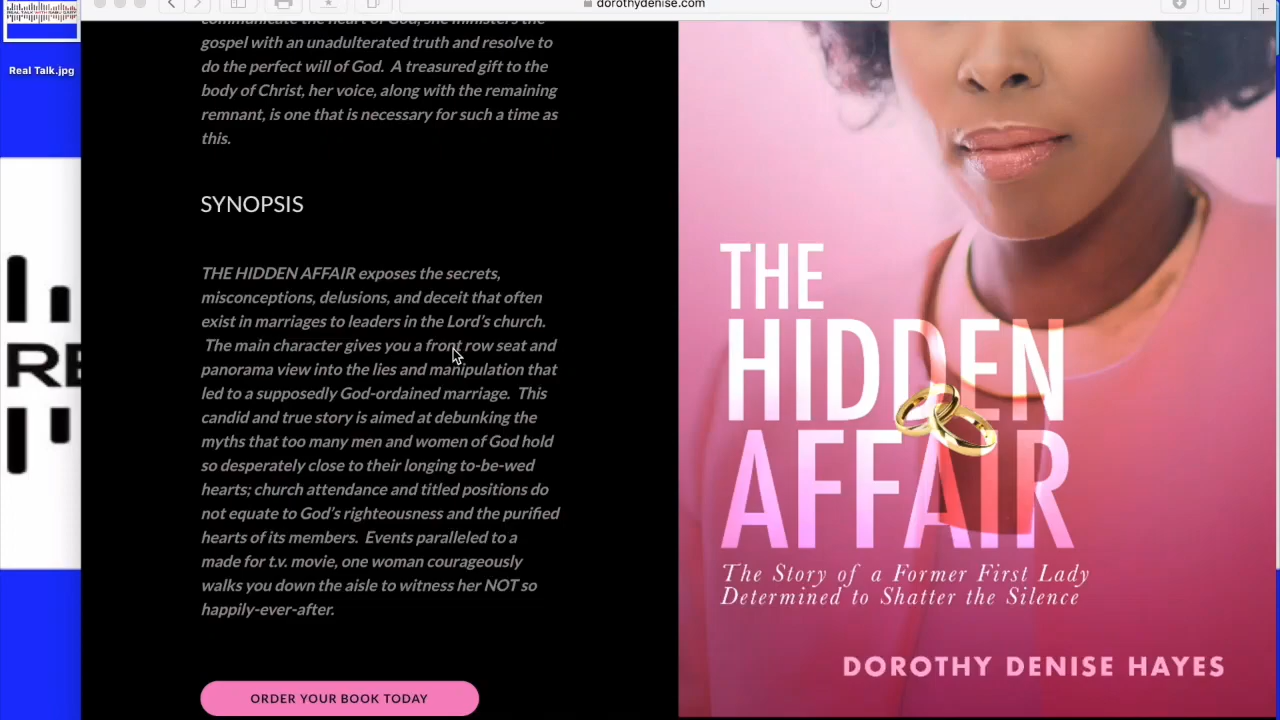 dorothydenise.com
Real Talk.jpg
communicate the heart of God, she ministers the
gospel with an unadulterated truth and resolve to
do the perfect will of God. A treasured gift to the
body of Christ, her voice, along with the remaining
remnant, is one that is necessary for such a time as
this.
SYNOPSIS
THE HIDDEN AFFAIR exposes the secrets,
misconceptions, delusions, and deceit that often
exist in marriages to leaders in the Lord’s church.
The main character gives you a front row seat and
panorama view into the lies and manipulation that
led to a supposedly God-ordained marriage. This
candid and true story is aimed at debunking the
myths that too many men and women of God hold
so desperately close to their longing to-be-wed
hearts; church attendance and titled positions do
not equate to God’s righteousness and the purified
hearts of its members. Events paralleled to a
made for t.v. movie, one woman courageously
walks you down the aisle to witness her NOT so
happily-ever-after.
ORDER YOUR BOOK TODAY
THE
HIDDEN
AFFAIR
The Story of a Former First Lady
Determined to Shatter the Silence
DOROTHY DENISE HAYES